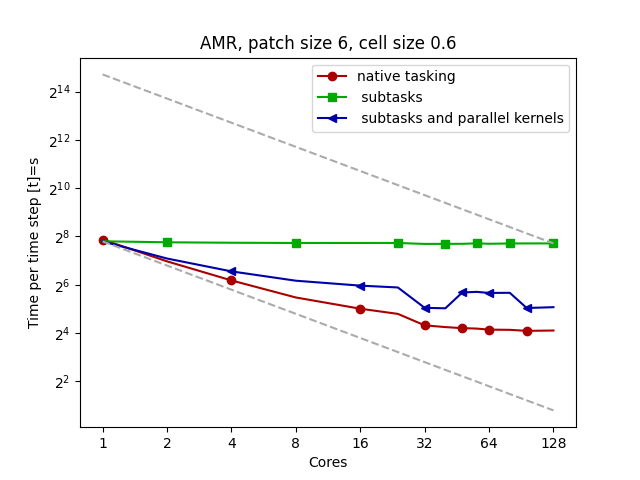 AMR, patch size 6, cell size 0.6
native tasking
subtasks
subtasks and parallel kernels
Time per time step [t]=s
2^14
2^12
2^10
2^8
2^6
2^4
2^2
1 2 4 8 16 32 64 128
Cores